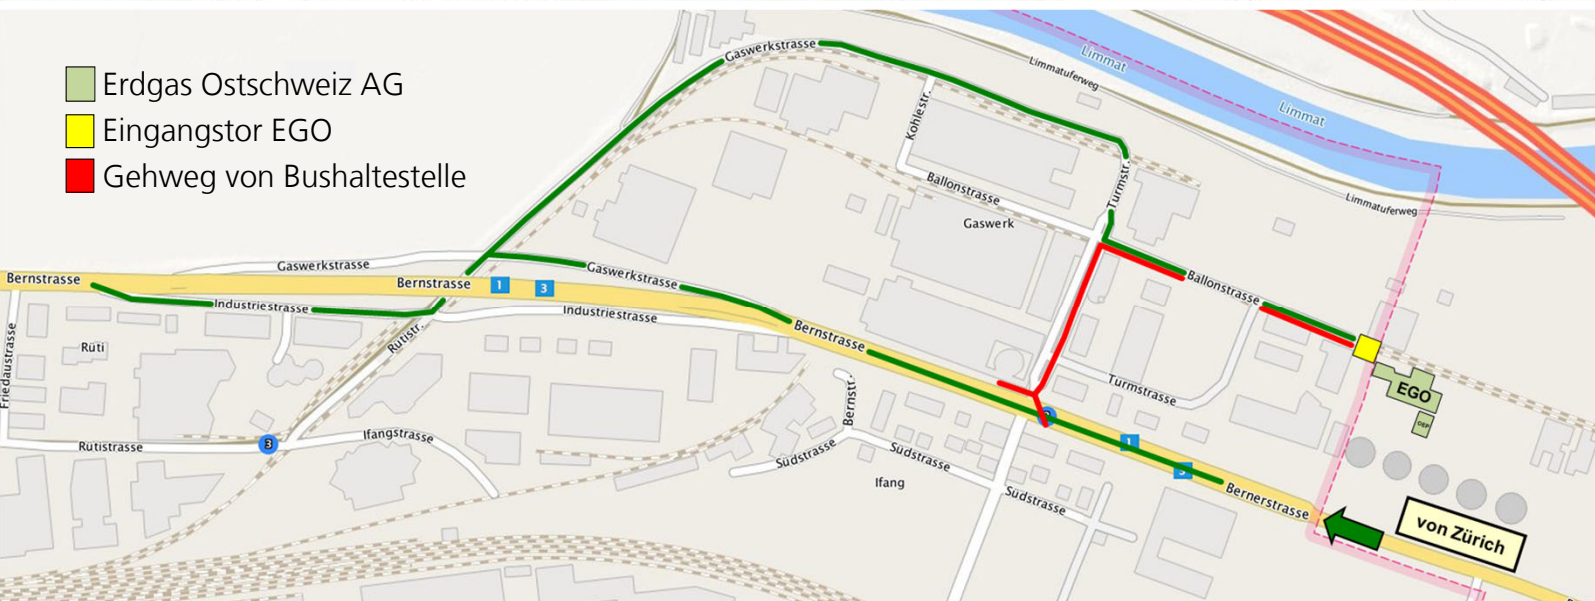 Erdgas Ostschweiz AG
Eingangstor EGO
Gehweg von Bushaltestelle
Gaswerkstrasse
Limmat
Limmatuferweg
Limmat
Kohlestr.
Turmstr.
Ballonstrasse
Gaswerk
Limmatuferweg
Bernstrasse
Gaswerkstrasse
Bernstrasse
1
3
Gaswerkstrasse
Ballonstrasse
Industriestrasse
Industriestrasse
Bernstrasse
Rütistr.
Rüti
Friedaustrasse
Turmstrasse
EGO
DEP
Bernstr.
Rütistrasse
3
Ifangstrasse
Südstrasse
Südstrasse
1
3
Ifang
Südstrasse
Bernerstrasse
von Zürich